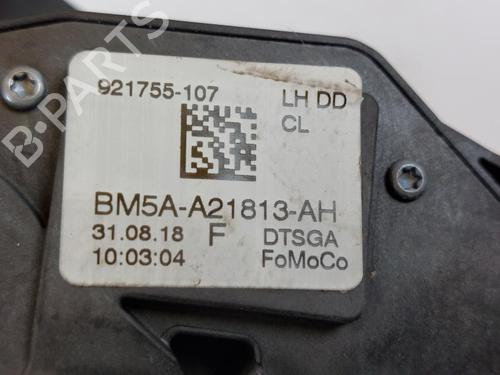 921755-107 LH DD
CL
BM5A-A21813-AH
31.08.18 F DTSGA
10:03:04 FoMoCo
B-PARTS